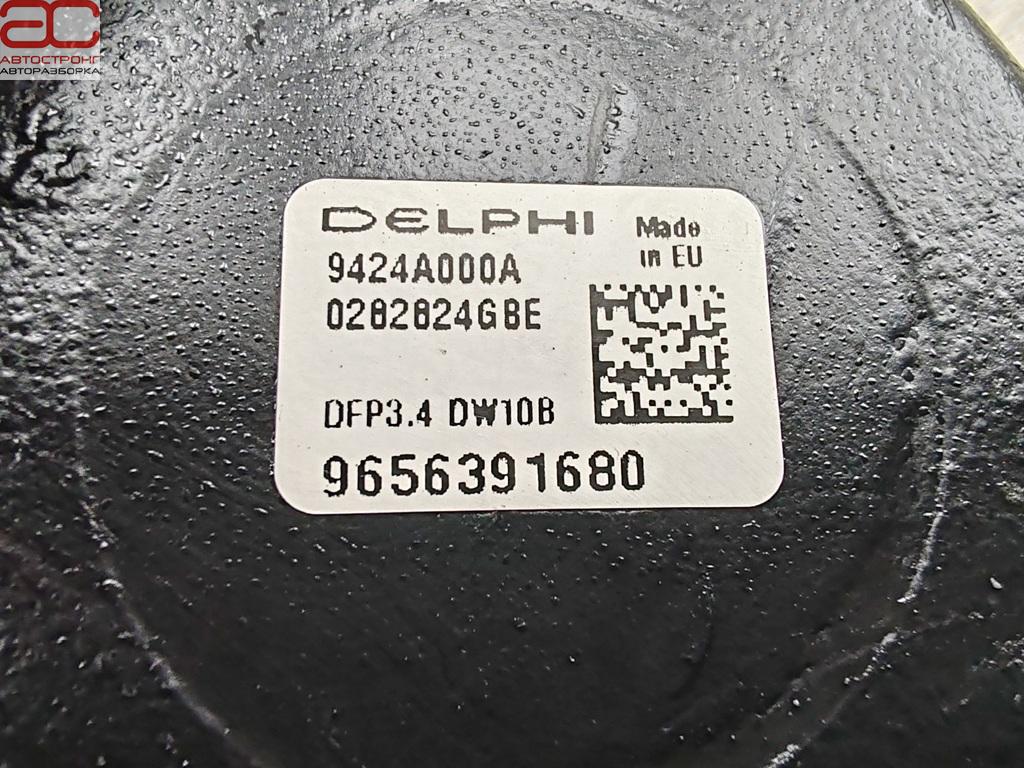 ас
АВТОСТРОНГ
АВТОРАЗБОРКА
DELPHI
Made
in EU
9424A000A
0282824GBE
DFP3.4 DW10B
9656391680